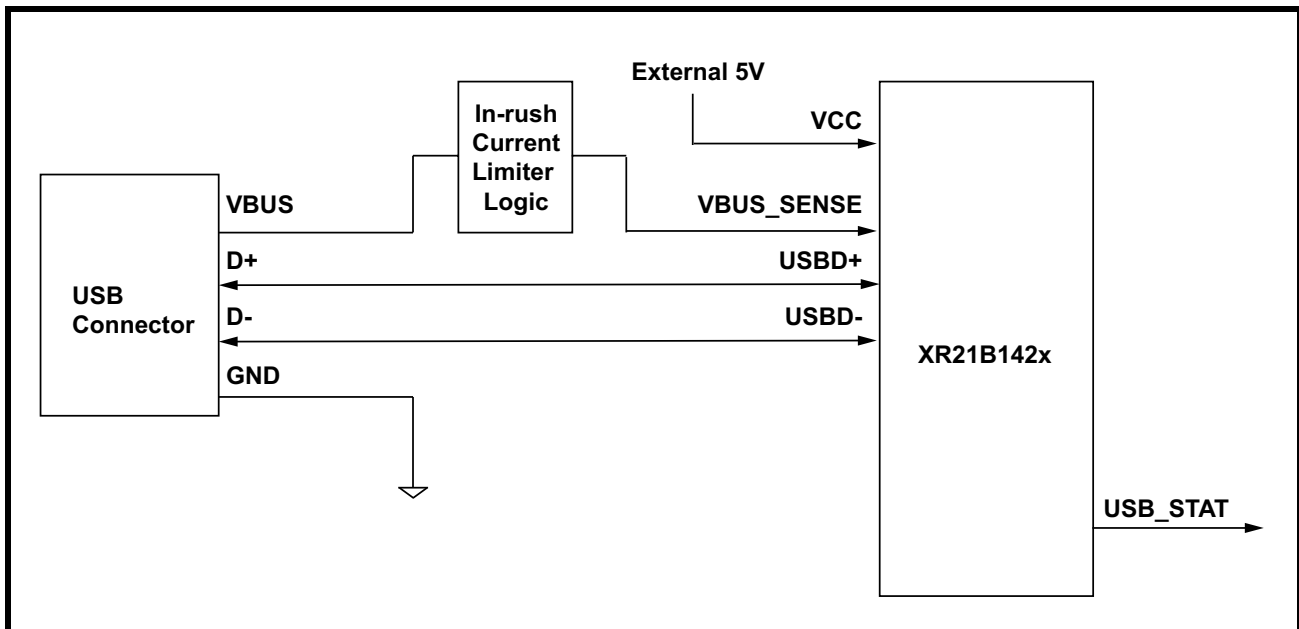 External 5V
In-rush
Current
Limiter
Logic
VCC
VBUS
VBUS_SENSE
D+
USBD+
USB
Connector
D-
USBD-
XR21B142x
GND
USB_STAT